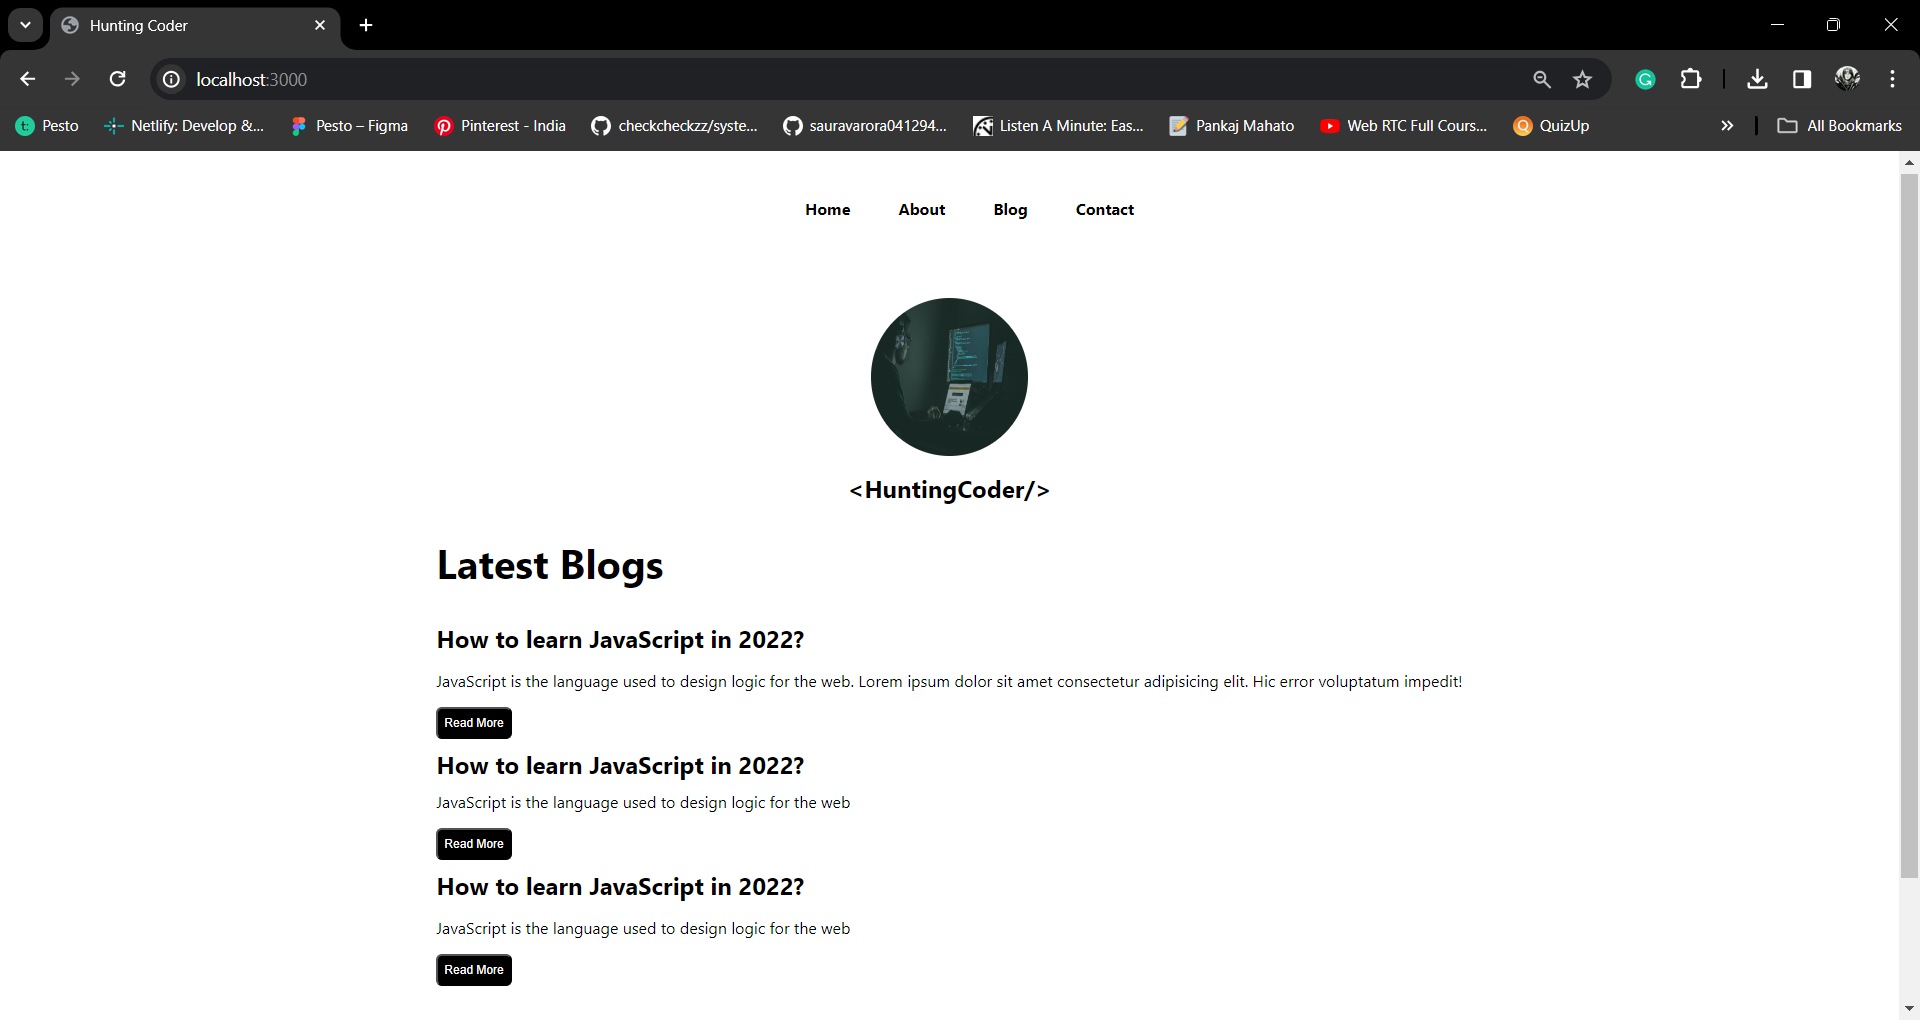 Hunting Coder
localhost:3000
Pesto
Netlify: Develop &...
Pesto – Figma
Pinterest - India
checkcheckzz/syste...
sauravarora041294...
Listen A Minute: Eas...
Pankaj Mahato
Web RTC Full Cours...
QuizUp
All Bookmarks
Home About Blog Contact
<HuntingCoder/>
Latest Blogs
How to learn JavaScript in 2022?
JavaScript is the language used to design logic for the web. Lorem ipsum dolor sit amet consectetur adipisicing elit. Hic error voluptatum impedit!
Read More
How to learn JavaScript in 2022?
JavaScript is the language used to design logic for the web
Read More
How to learn JavaScript in 2022?
JavaScript is the language used to design logic for the web
Read More